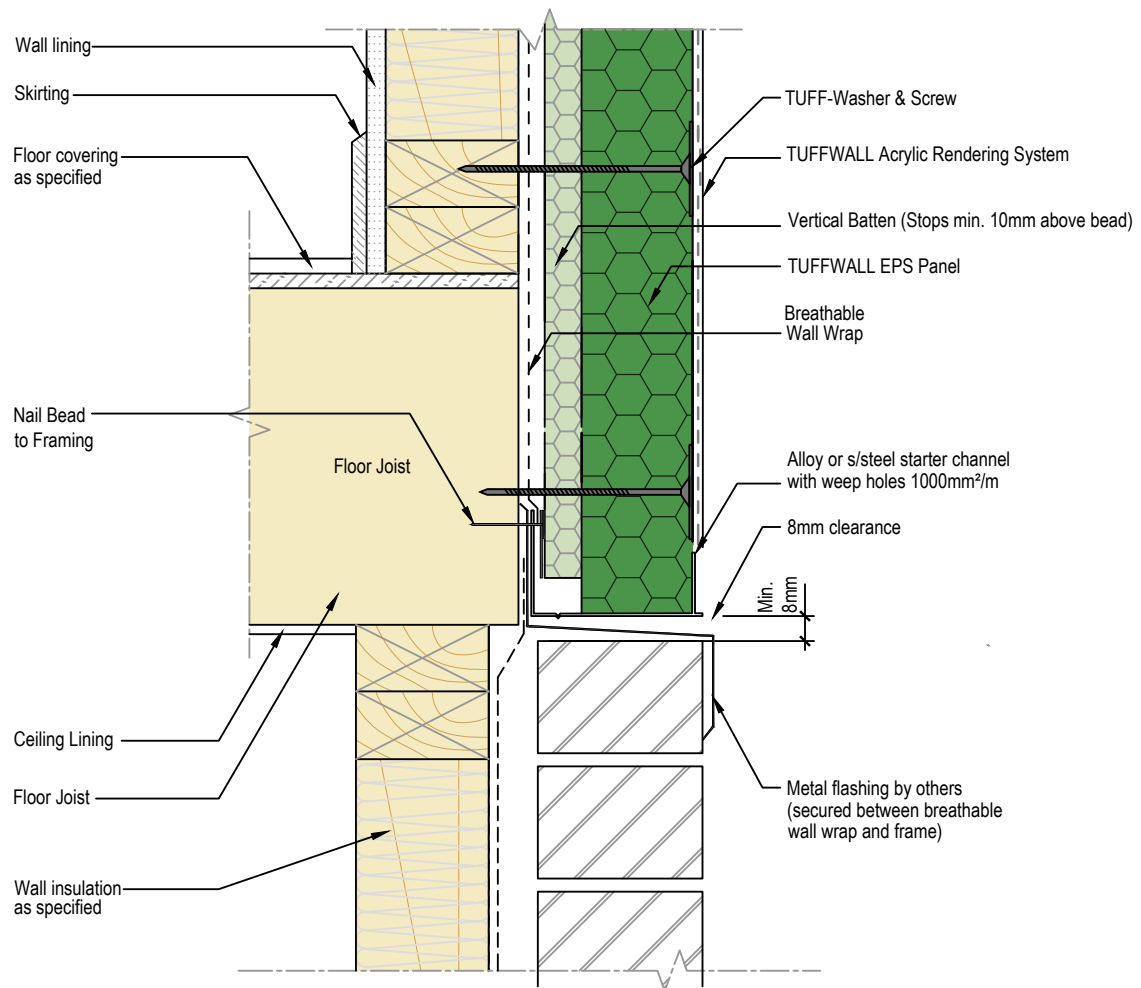 Wall lining
Skirting
Floor covering
as specified
Nail Bead
to Framing
Floor Joist
Ceiling Lining
Floor Joist
Wall insulation
as specified
TUFF-Washer & Screw
TUFFWALL Acrylic Rendering System
Vertical Batten (Stops min. 10mm above bead)
TUFFWALL EPS Panel
Breathable
Wall Wrap
Alloy or s/steel starter channel
with weep holes 1000mm²/m
8mm clearance
Min.
8mm
Metal flashing by others
(secured between breathable
wall wrap and frame)